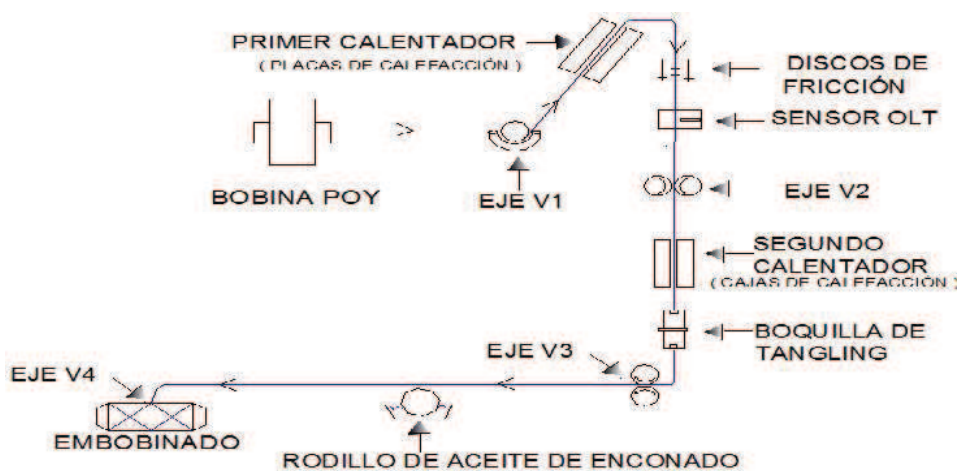 PRIMER CALENTADOR
( PLACAS DE CALEFACCIÓN )
DISCOS DE
FRICCIÓN
SENSOR OLT
BOBINA POY
EJE V1
EJE V2
SEGUNDO
CALENTADOR
( CAJAS DE CALEFACCIÓN )
BOQUILLA DE
TANGLING
EJE V3
EJE V4
EMBOBINADO
RODILLO DE ACEITE DE ENCONADO